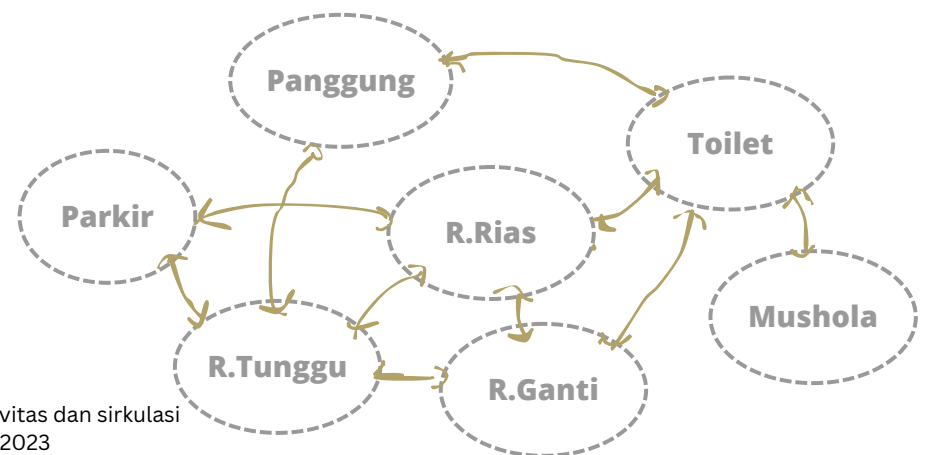 Panggung
Toilet
Parkir
R.Rias
Mushola
R.Tunggu
R.Ganti
vitas dan sirkulasi
2023